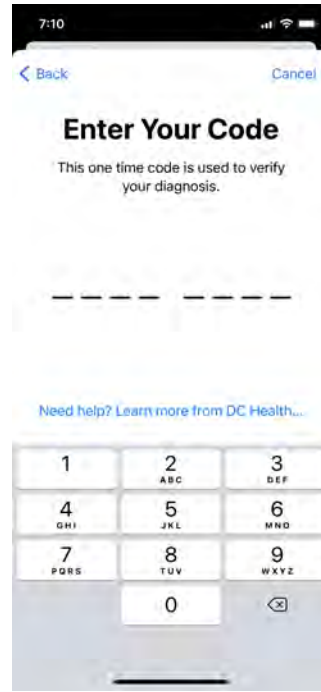 7:10
Back
Cancel
Enter Your Code
This one time code is used to verify
your diagnosis.
Need help? Learn more from DC Health...
1
2
ABC
3
DEF
4
GHI
5
JKL
6
MNO
7
PQRS
8
TUV
9
WXYZ
0